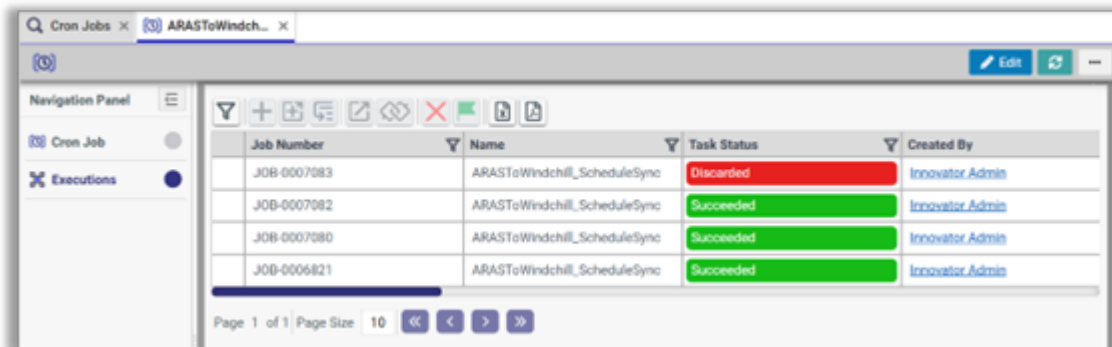 Cron Jobs × ARASToWindch... ×
Edit ...
Navigation Panel
Cron Job
Executions
Job Number Name Task Status Created By
JOB-0007083 ARASToWindchill_ScheduleSync Discarded Innovator Admin
JOB-0007082 ARASToWindchill_ScheduleSync Succeeded Innovator Admin
JOB-0007080 ARASToWindchill_ScheduleSync Succeeded Innovator Admin
JOB-0006821 ARASToWindchill_ScheduleSync Succeeded Innovator Admin
Page 1 of 1 Page Size 10